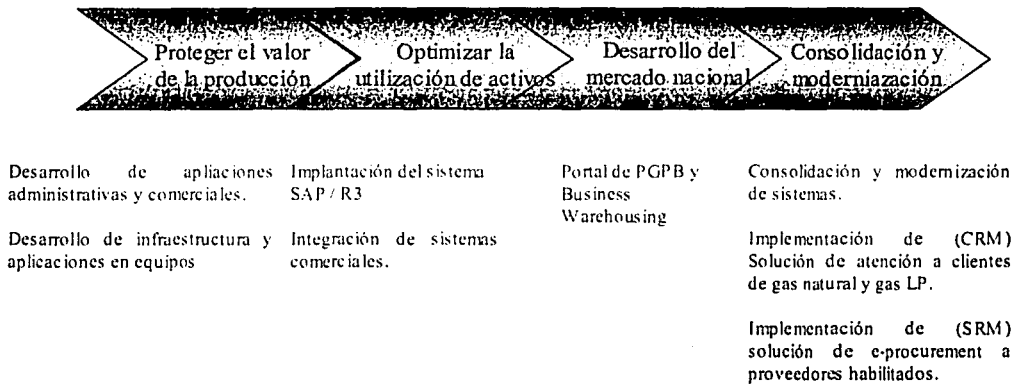 Proteger el valor
de la producción
Optimizar la
utilización de activos
Desarrollo del
mercado nacional
Consolidación y
moderniazación
Desarrollo de apliaciones
administrativas y comerciales.
Desarrollo de infraestructura y
aplicaciones en equipos
Implantación del sistema
SAP / R3
Integración de sistemas
comerciales.
Portal de PGPB y
Business
Warehousing
Consolidación y modernización
de sistemas.
Implementación de (CRM)
Solución de atención a clientes
de gas natural y gas LP.
Implementación de (SRM)
solución de e-procurement a
proveedores habilitados.